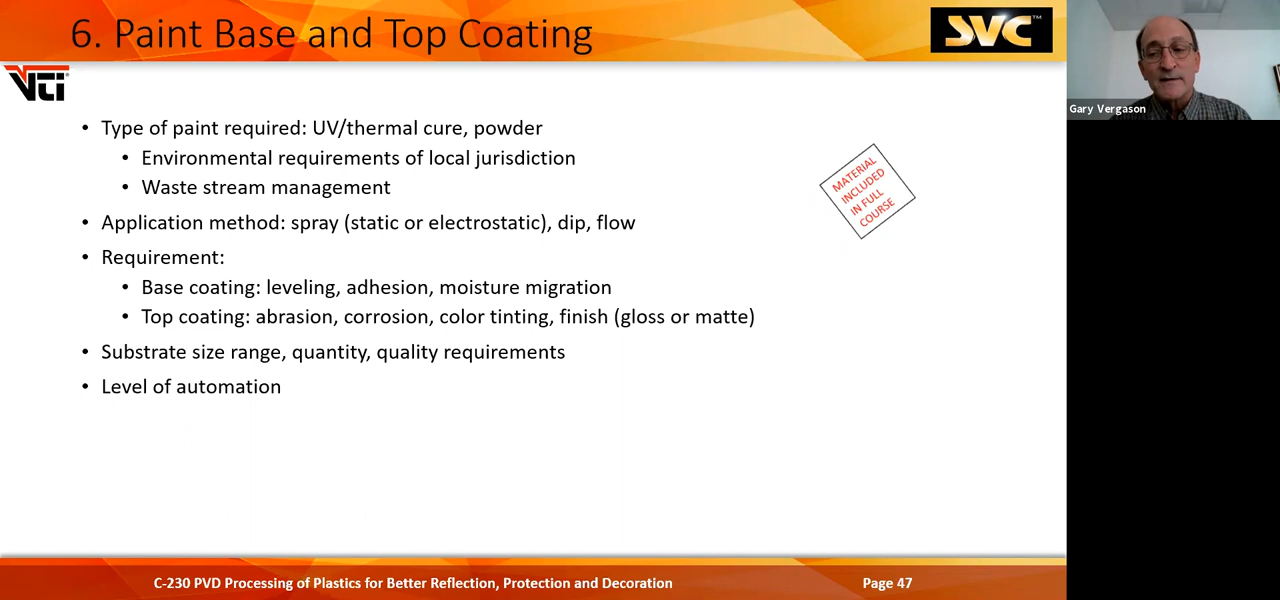 6. Paint Base and Top Coating
SVC™
VTI
Gary Vergason
• Type of paint required: UV/thermal cure, powder
• Environmental requirements of local jurisdiction
• Waste stream management
• Application method: spray (static or electrostatic), dip, flow
• Requirement:
• Base coating: leveling, adhesion, moisture migration
• Top coating: abrasion, corrosion, color tinting, finish (gloss or matte)
• Substrate size range, quantity, quality requirements
• Level of automation
MATERIAL
INCLUDED
IN FULL
COURSE
C-230 PVD Processing of Plastics for Better Reflection, Protection and Decoration
Page 47